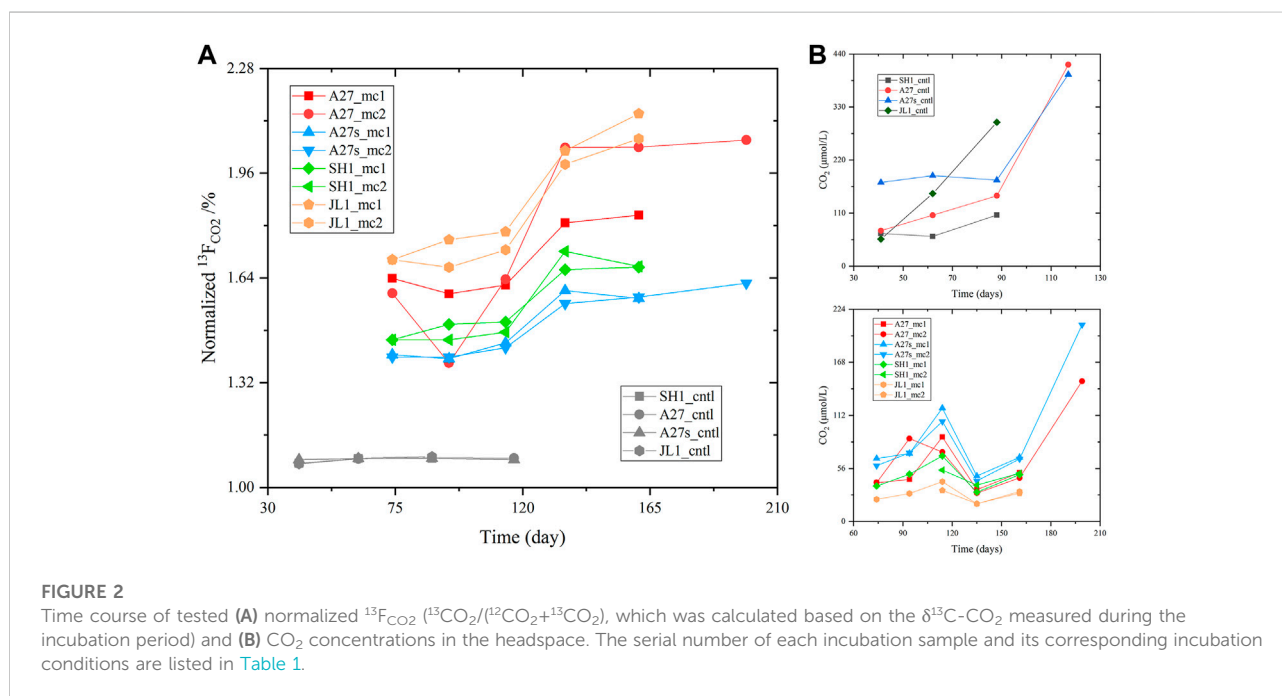 A
2.28
1.96
1.64
1.32
1.00
Normalized ¹³F_CO2 /%
A27_mc1
A27_mc2
A27s_mc1
A27s_mc2
SH1_mc1
SH1_mc2
JL1_mc1
JL1_mc2
SH1_cntl
A27_cntl
A27s_cntl
JL1_cntl
30 75 120 165 210
Time (day)
B
440
330
220
110
0
CO₂ (μmol/L)
SH1_cntl
A27_cntl
A27s_cntl
JL1_cntl
30 50 70 90 110 130
Time (days)
224
168
112
56
0
CO₂ (μmol/L)
A27_mc1
A27_mc2
A27s_mc1
A27s_mc2
SH1_mc1
SH1_mc2
JL1_mc1
JL1_mc2
60 90 120 150 180 210
Time (days)
FIGURE 2
Time course of tested (A) normalized ¹³F_CO2 (¹³CO₂/(¹²CO₂+¹³CO₂), which was calculated based on the δ¹³C-CO₂ measured during the
incubation period) and (B) CO₂ concentrations in the headspace. The serial number of each incubation sample and its corresponding incubation
conditions are listed in Table 1.